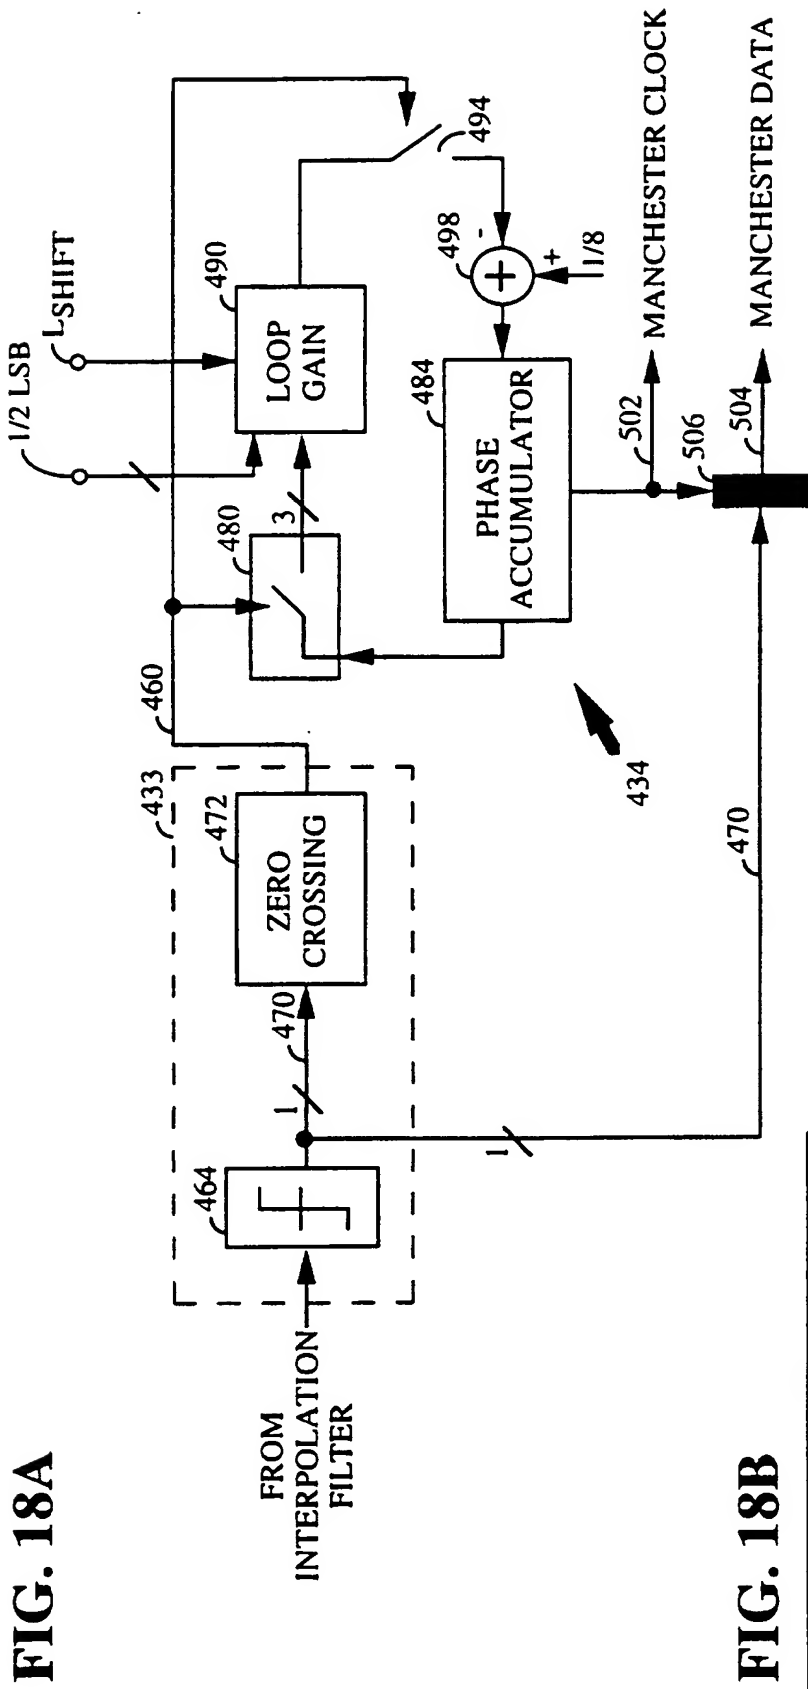 FIG. 18A
FROM
INTERPOLATION
FILTER
464
1
470
433
472
ZERO
CROSSING
460
1/2 LSB
LSHIFT
480
3
490
LOOP
GAIN
494
-
498
+
+
1/8
484
PHASE
ACCUMULATOR
434
502
MANCHESTER CLOCK
506
504
MANCHESTER DATA
1
470
FIG. 18B